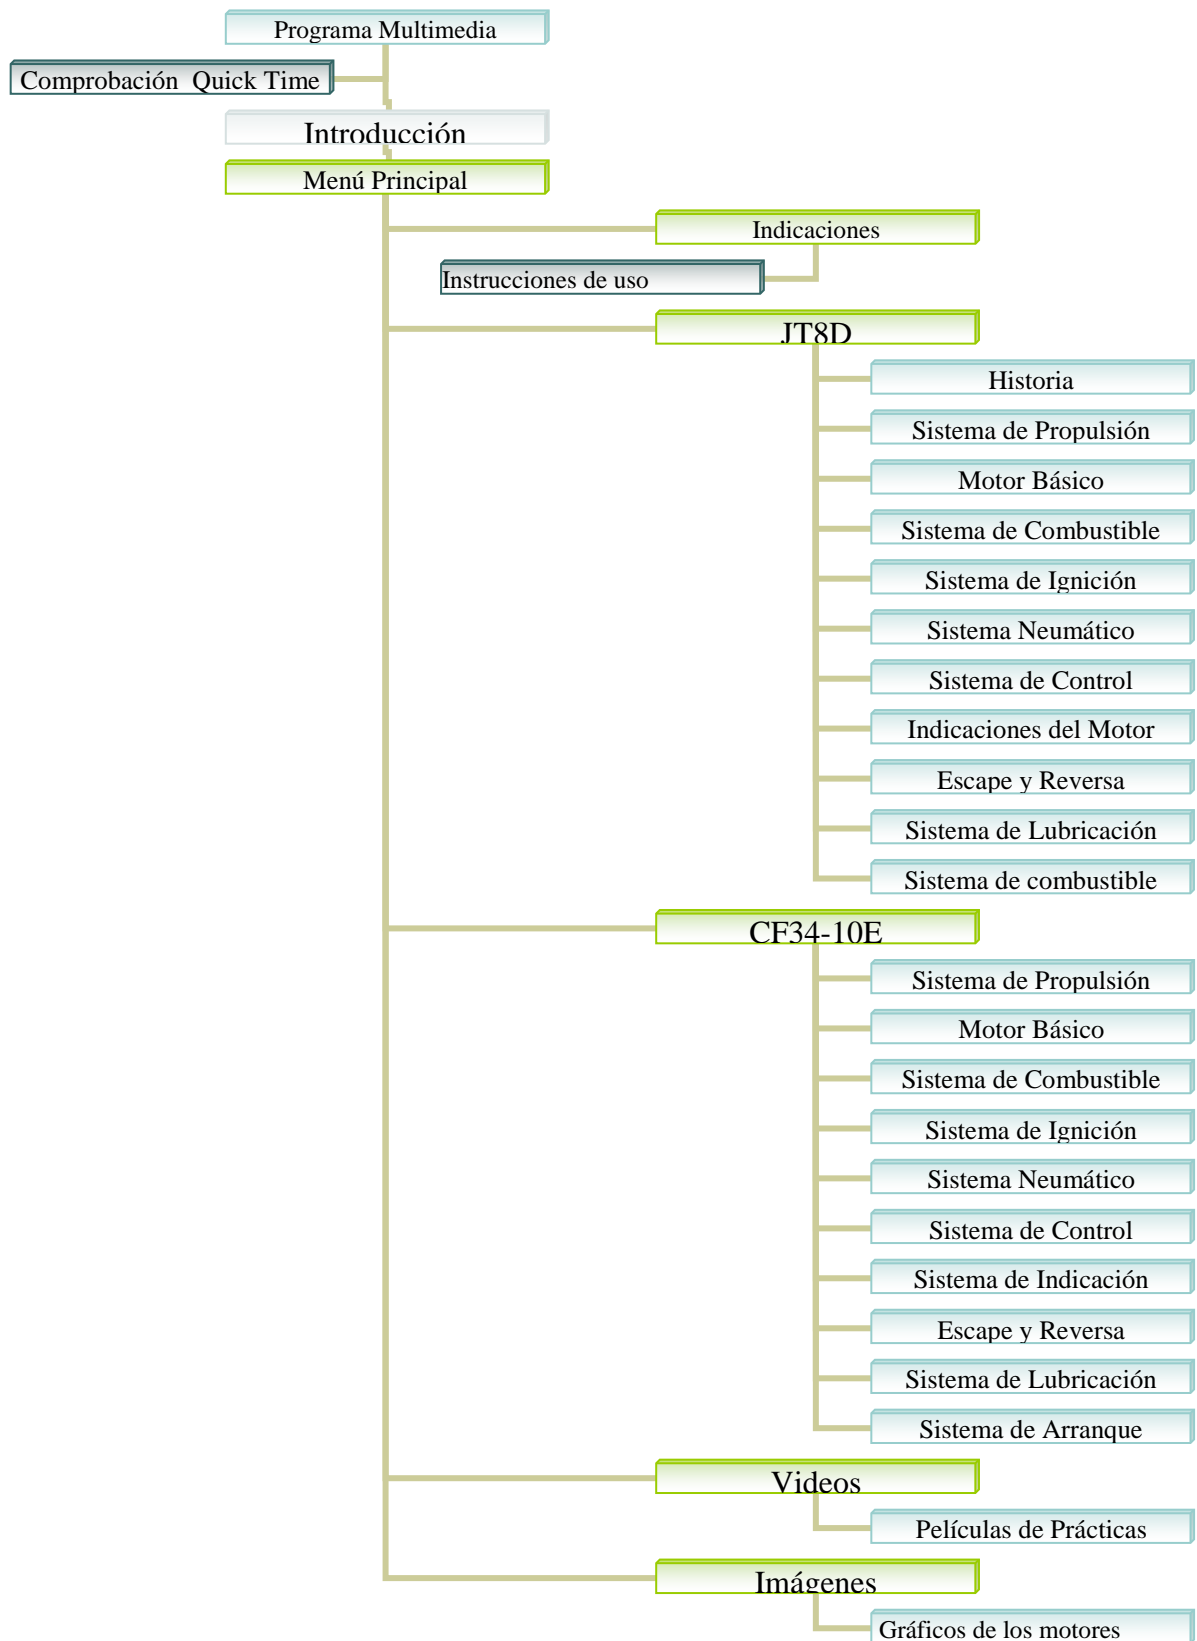 Programa Multimedia
Comprobación Quick Time
Introducción
Menú Principal
Indicaciones
Instrucciones de uso
JT8D
Historia
Sistema de Propulsión
Motor Básico
Sistema de Combustible
Sistema de Ignición
Sistema Neumático
Sistema de Control
Indicaciones del Motor
Escape y Reversa
Sistema de Lubricación
Sistema de combustible
CF34-10E
Sistema de Propulsión
Motor Básico
Sistema de Combustible
Sistema de Ignición
Sistema Neumático
Sistema de Control
Sistema de Indicación
Escape y Reversa
Sistema de Lubricación
Sistema de Arranque
Videos
Películas de Prácticas
Imágenes
Gráficos de los motores